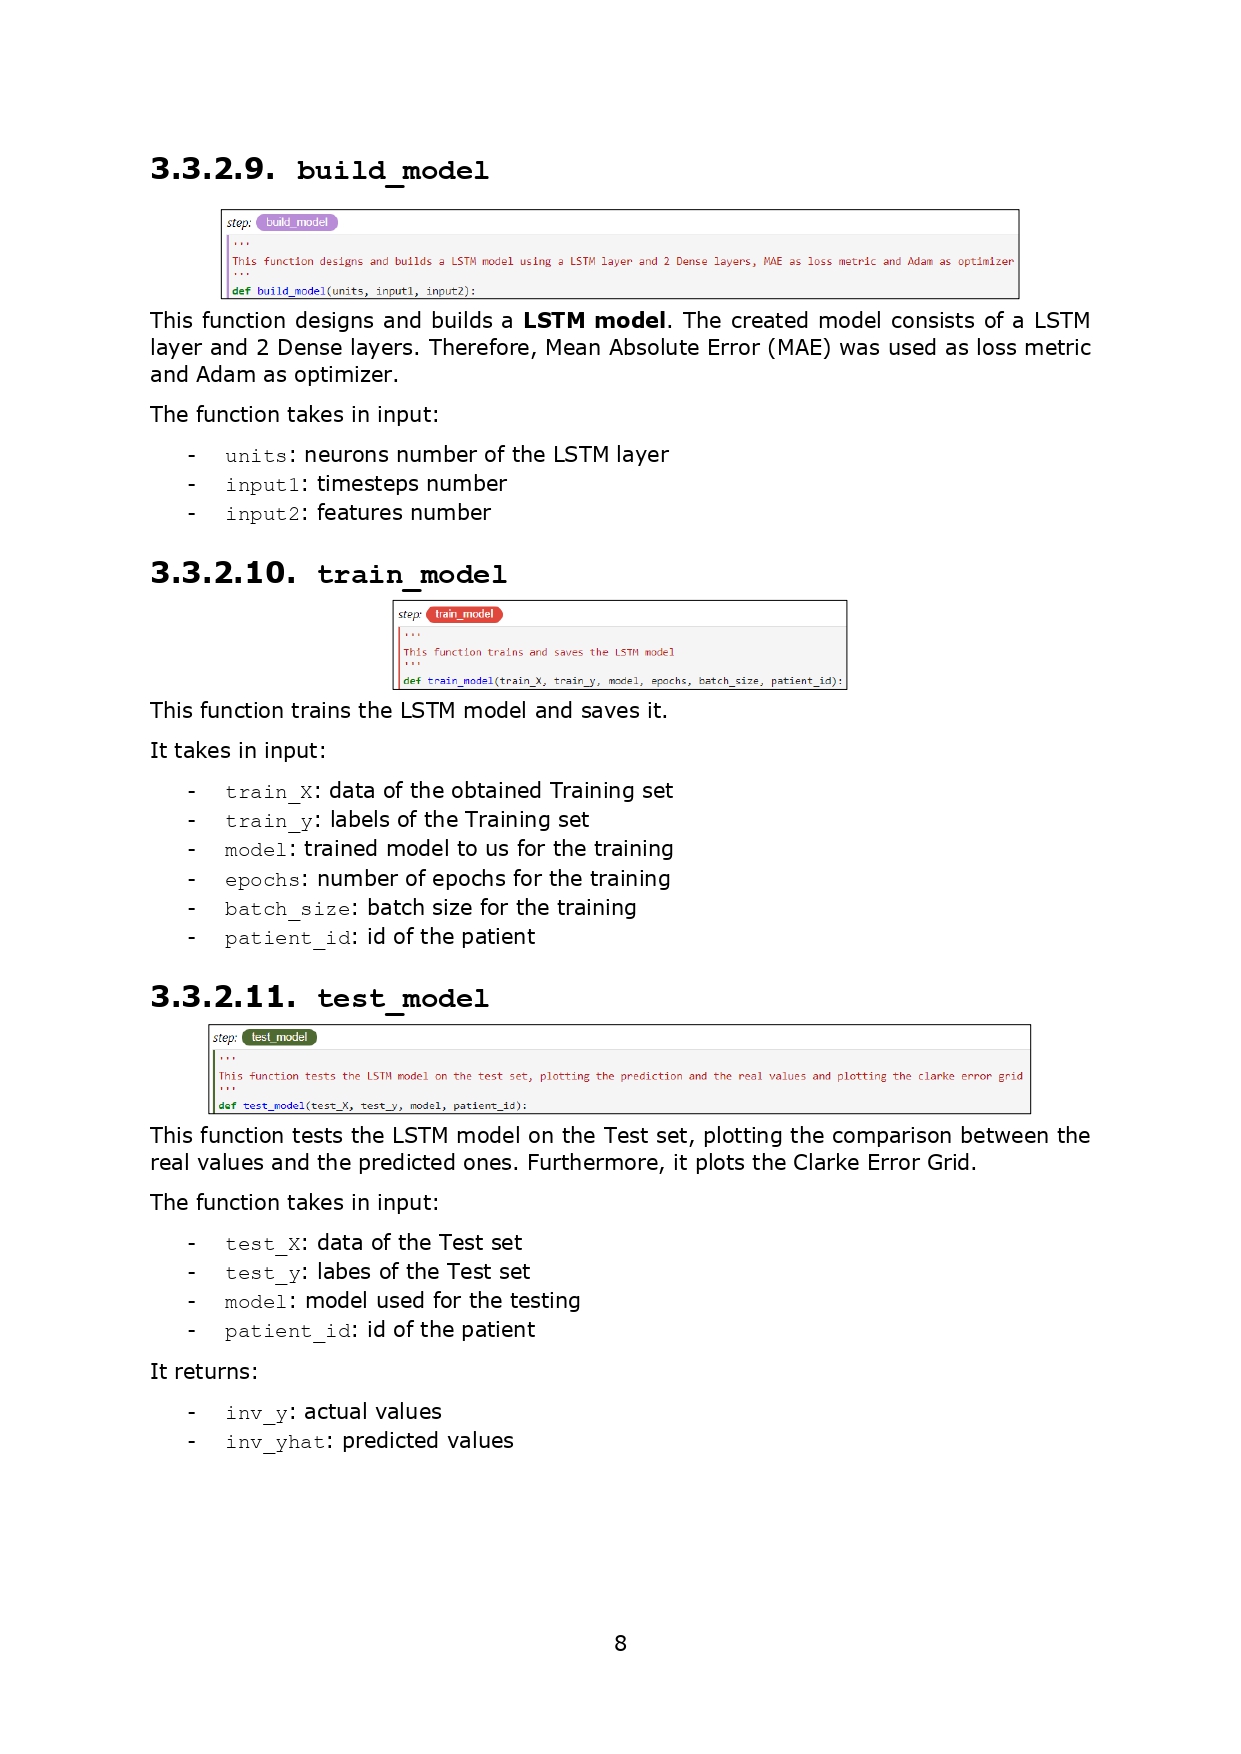 3.3.2.9. build_model
step: build_model
'''
This function designs and builds a LSTM model using a LSTM layer and 2 Dense layers, MAE as loss metric and Adam as optimizer
'''
def build_model(units, input1, input2):
This function designs and builds a LSTM model. The created model consists of a LSTM
layer and 2 Dense layers. Therefore, Mean Absolute Error (MAE) was used as loss metric
and Adam as optimizer.
The function takes in input:
- units: neurons number of the LSTM layer
- input1: timesteps number
- input2: features number
3.3.2.10. train_model
step: train_model
'''
This function trains and saves the LSTM model
'''
def train_model(train_X, train_y, model, epochs, batch_size, patient_id):
This function trains the LSTM model and saves it.
It takes in input:
- train_X: data of the obtained Training set
- train_y: labels of the Training set
- model: trained model to us for the training
- epochs: number of epochs for the training
- batch_size: batch size for the training
- patient_id: id of the patient
3.3.2.11. test_model
step: test_model
'''
This function tests the LSTM model on the test set, plotting the prediction and the real values and plotting the clarke error grid
'''
def test_model(test_X, test_y, model, patient_id):
This function tests the LSTM model on the Test set, plotting the comparison between the
real values and the predicted ones. Furthermore, it plots the Clarke Error Grid.
The function takes in input:
- test_X: data of the Test set
- test_y: labes of the Test set
- model: model used for the testing
- patient_id: id of the patient
It returns:
- inv_y: actual values
- inv_yhat: predicted values
8